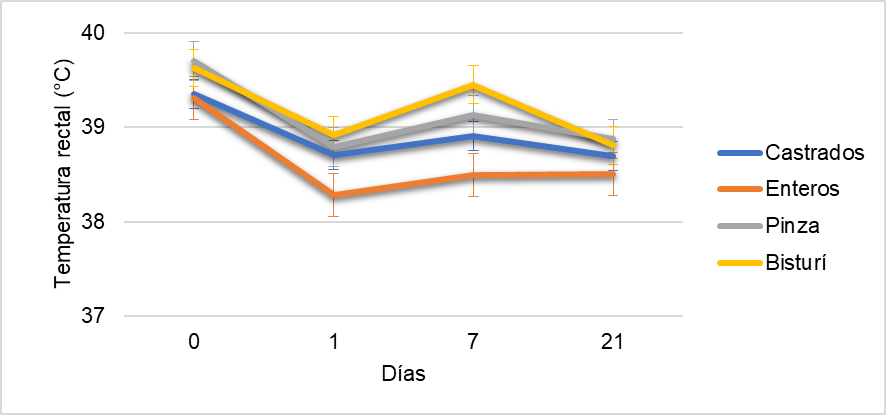 40
39
38
37
Temperatura rectal (°C)
0 1 7 21
Días
Castrados
Enteros
Pinza
Bisturí